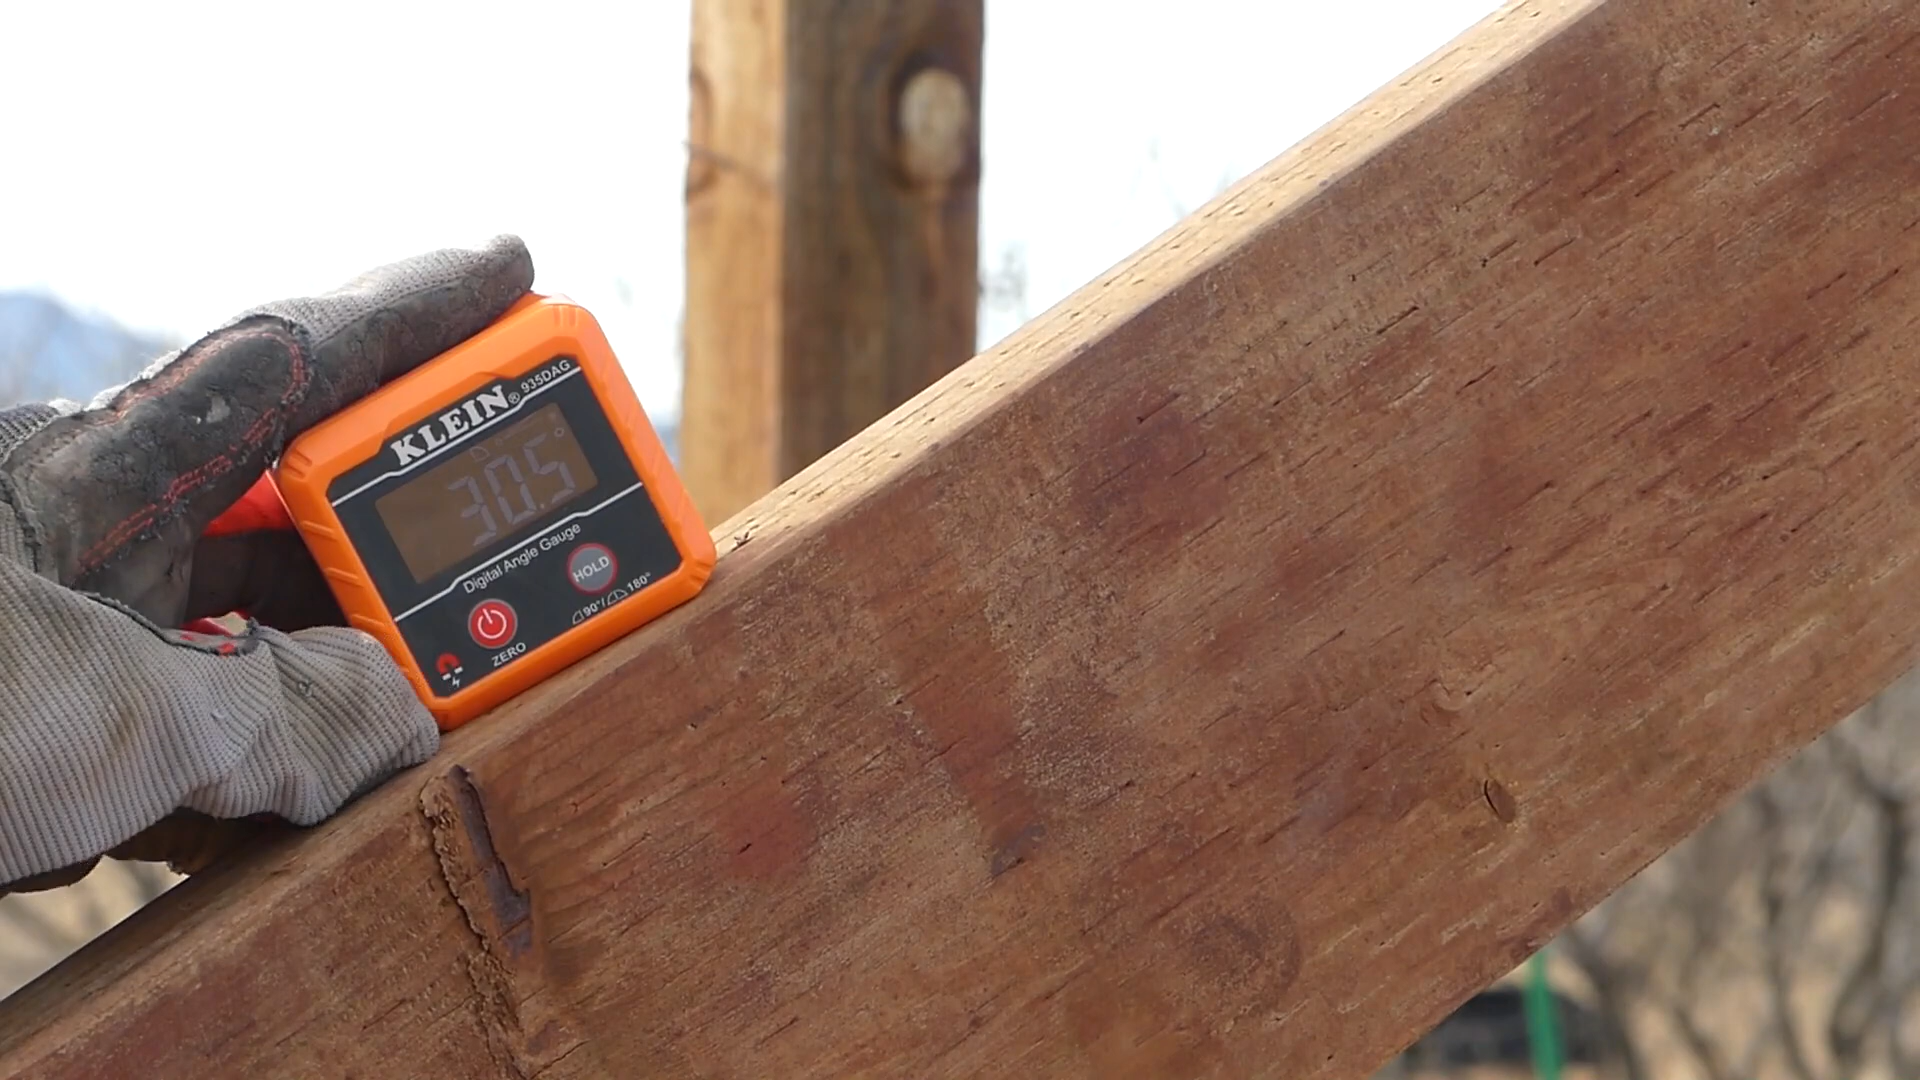 KLEIN® 935DAG
30.5°
Digital Angle Gauge
HOLD
ZERO
90°/180°